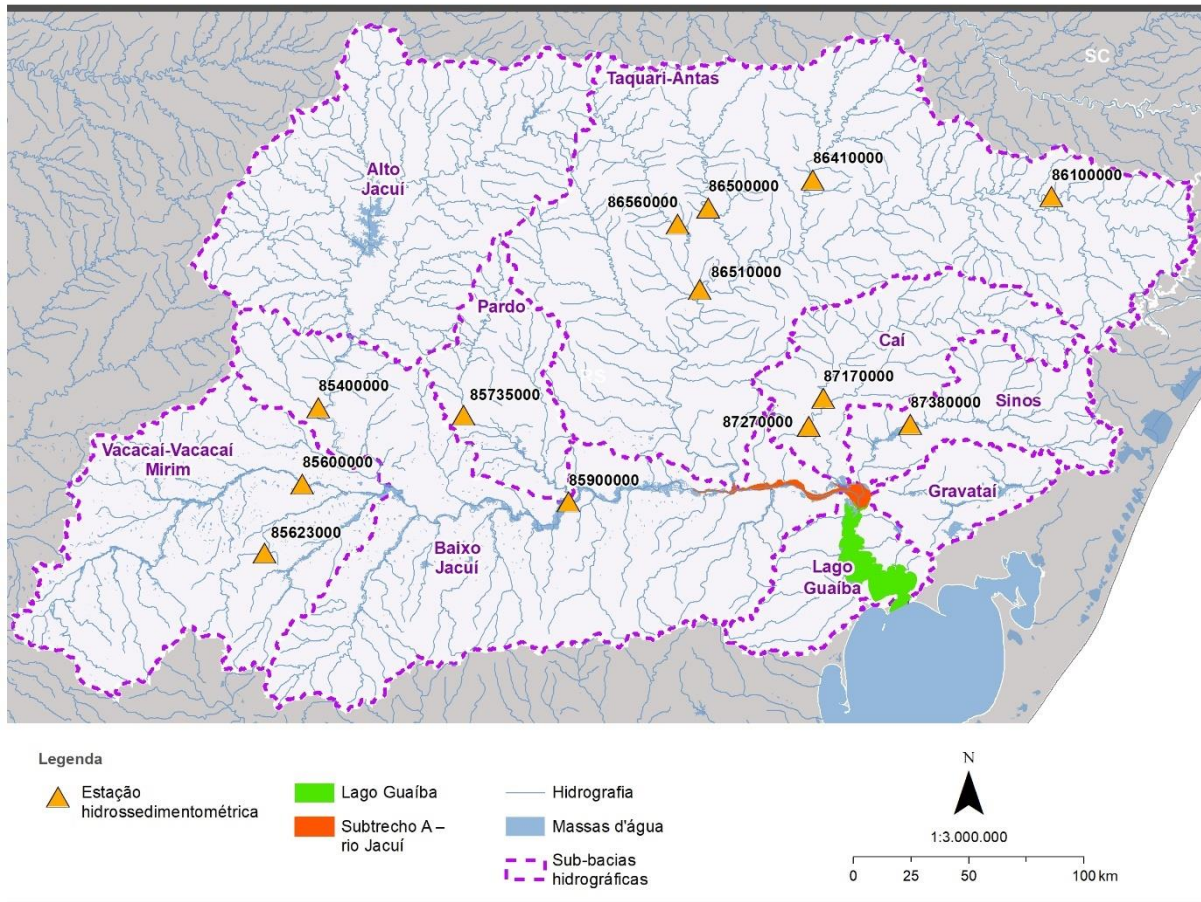 SC
Taquari-Antas
86410000
Alto
Jacuí
86500000
86100000
86560000
86510000
Pardo
Caí
RS
85400000
85735000
87170000
87380000
Sinos
87270000
Vacacaí-Vacacaí
Mirim
85600000
85900000
Gravataí
85623000
Baixo
Jacuí
Lago
Guaíba
Legenda
Estação
hidrossedimentométrica
Lago Guaíba
Subtrecho A –
rio Jacuí
Hidrografia
Massas d'água
Sub-bacias
hidrográficas
N
1:3.000.000
0 25 50 100 km